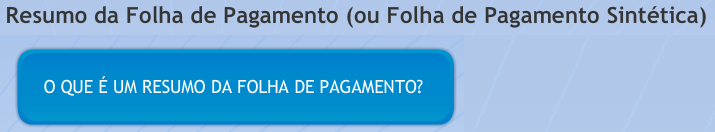 Resumo da Folha de Pagamento (ou Folha de Pagamento Sintética)
O QUE É UM RESUMO DA FOLHA DE PAGAMENTO?